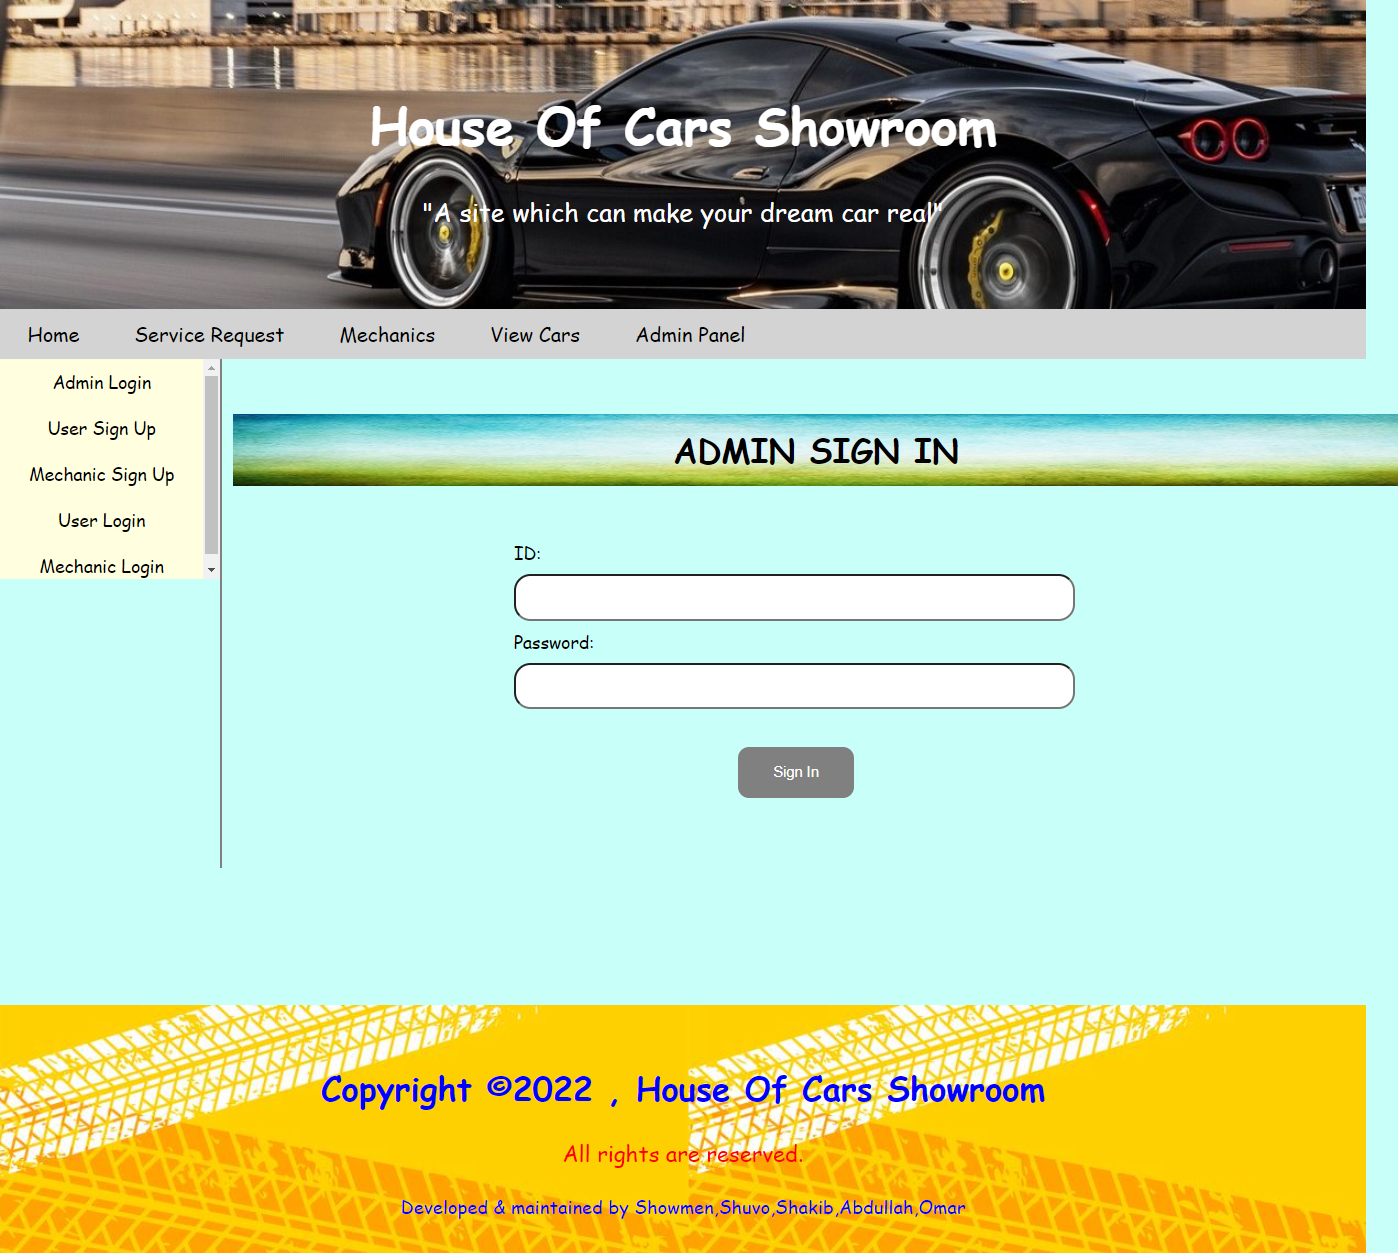 House Of Cars Showroom
"A site which can make your dream car real"
Home Service Request Mechanics View Cars Admin Panel
Admin Login
User Sign Up
Mechanic Sign Up
User Login
Mechanic Login
ADMIN SIGN IN
ID:
Password:
Sign In
Copyright ©2022 , House Of Cars Showroom
All rights are reserved.
Developed & maintained by Showmen,Shuvo,Shakib,Abdullah,Omar